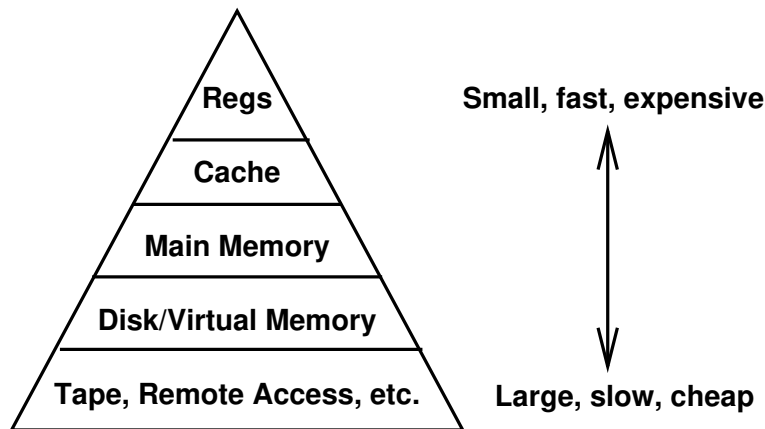 Regs
Small, fast, expensive
Cache
Main Memory
Disk/Virtual Memory
Tape, Remote Access, etc.
Large, slow, cheap